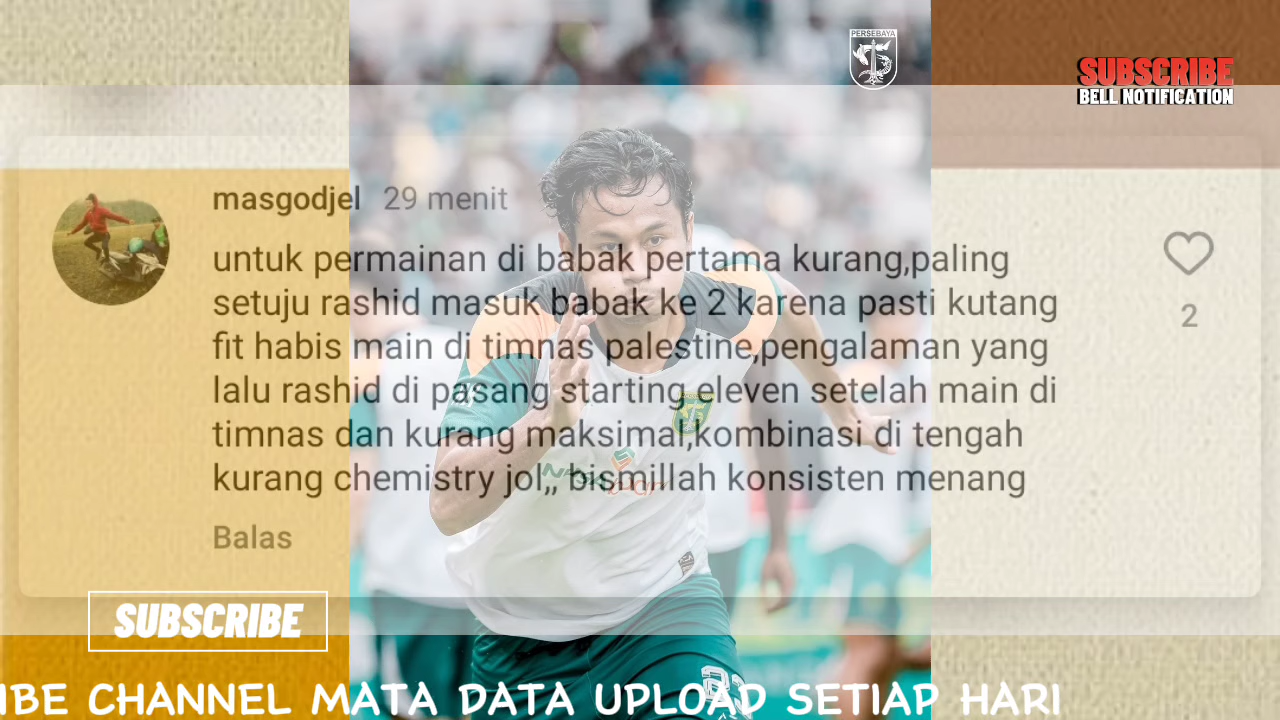 PERSEBAYA
SUBSCRIBE
BELL NOTIFICATION
masgodjel 29 menit
untuk permainan di babak pertama kurang,paling
setuju rashid masuk babak ke 2 karena pasti kutang
fit habis main di timnas palestine,pengalaman yang
lalu rashid di pasang starting eleven setelah main di
timnas dan kurang maksimal,kombinasi di tengah
kurang chemistry jol,, bismillah konsisten menang
2
Balas
SUBSCRIBE
IBE CHANNEL MATA DATA UPLOAD SETIAP HARI